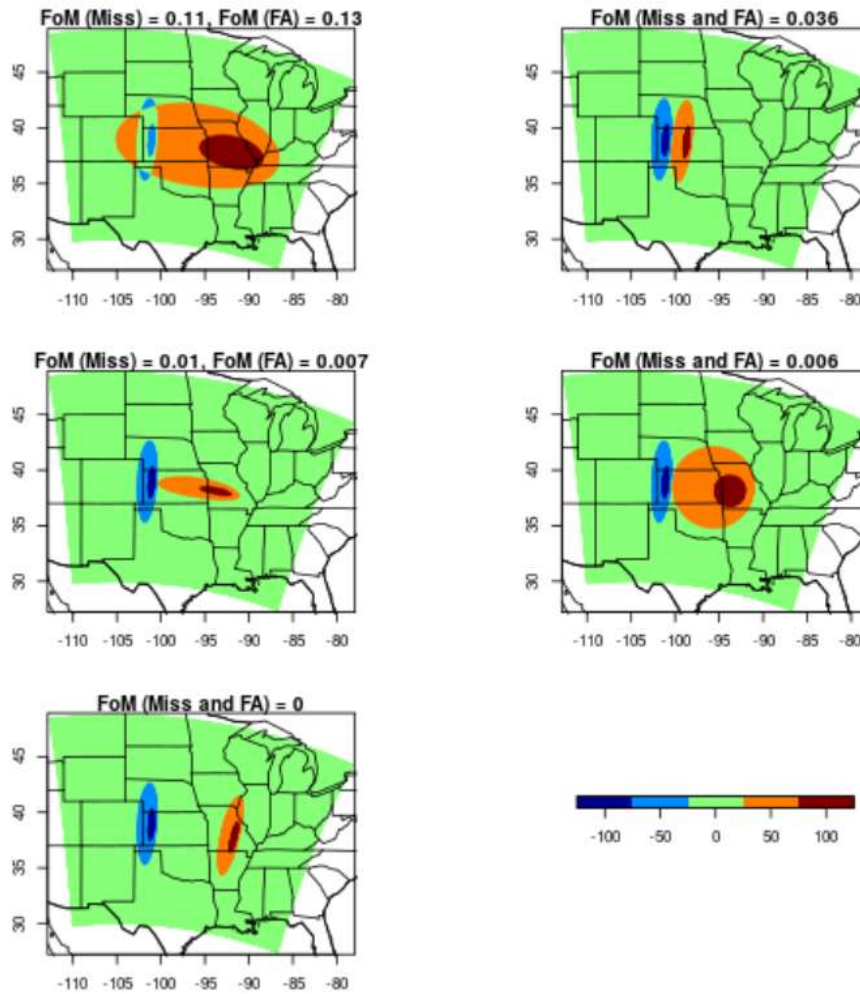 FoM (Miss) = 0.11, FoM (FA) = 0.13
45
40
35
30
-110 -105 -100 -95 -90 -85 -80
FoM (Miss and FA) = 0.036
45
40
35
30
-110 -105 -100 -95 -90 -85 -80
FoM (Miss) = 0.01, FoM (FA) = 0.007
45
40
35
30
-110 -105 -100 -95 -90 -85 -80
FoM (Miss and FA) = 0.006
45
40
35
30
-110 -105 -100 -95 -90 -85 -80
FoM (Miss and FA) = 0
45
40
35
30
-110 -105 -100 -95 -90 -85 -80
-100 -50 0 50 100